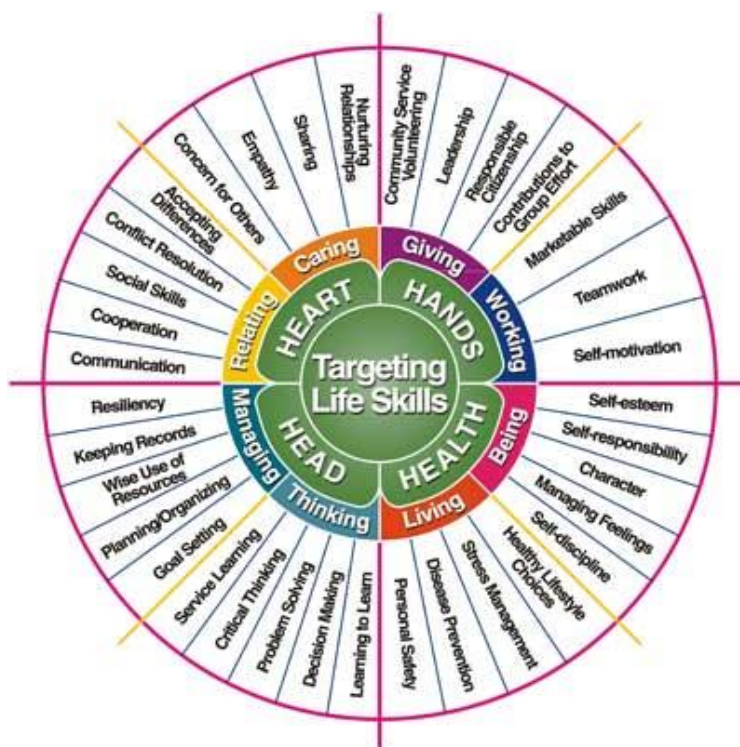 Targeting
Life Skills
HEART
HANDS
HEALTH
HEAD
Caring
Giving
Working
Being
Living
Thinking
Managing
Relating
Nurturing
Relationships
Sharing
Empathy
Concern for Others
Community Service
Volunteering
Leadership
Responsible
Citizenship
Contributions to
Group Effort
Marketable Skills
Teamwork
Self-motivation
Self-esteem
Self-responsibility
Character
Managing Feelings
Self-discipline
Healthy Lifestyle
Choices
Stress Management
Disease Prevention
Personal Safety
Learning to Learn
Decision Making
Problem Solving
Critical Thinking
Service Learning
Goal Setting
Planning/Organizing
Wise Use of
Resources
Keeping Records
Resiliency
Communication
Cooperation
Social Skills
Conflict Resolution
Accepting
Differences